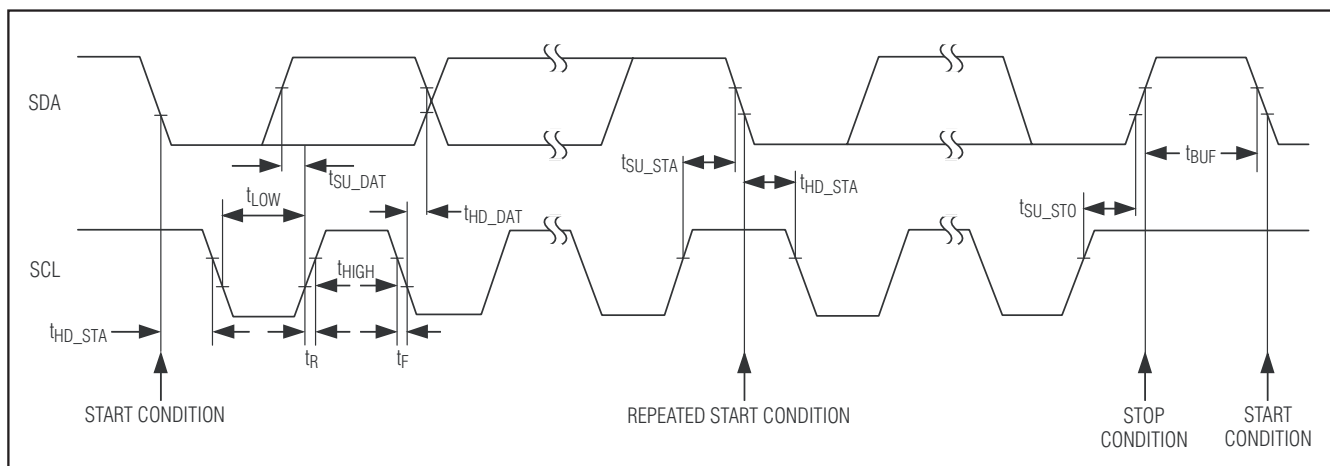 SDA
tSU_STA
tBUF
tSU_DAT
tHD_STA
tLOW
tSU_STO
tHD_DAT
SCL
tHIGH
tHD_STA
tR
tF
START CONDITION
REPEATED START CONDITION
STOP
CONDITION
START
CONDITION